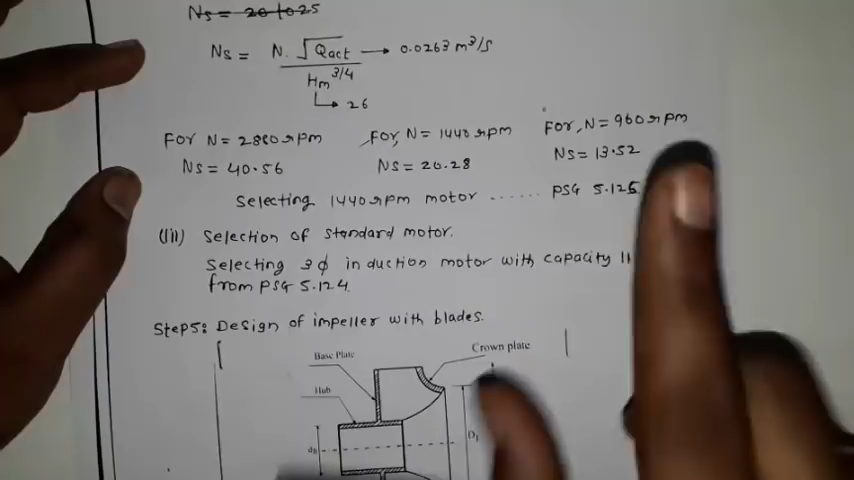 Ns = 20 to 25
Ns = N. √Qact → 0.0263 m³/s
Hm^3/4
→ 26
For N = 2880 rpm For, N = 1440 rpm For, N = 960 rpm
Ns = 40.56 Ns = 20.28 Ns = 13.52
Selecting 1440 rpm motor ...... PSG 5.125
(ii) Selection of standard motor.
Selecting 3φ induction motor with capacity
from PSG 5.124.
Step5: Design of impeller with blades.
Base Plate Crown plate
Hub
D1